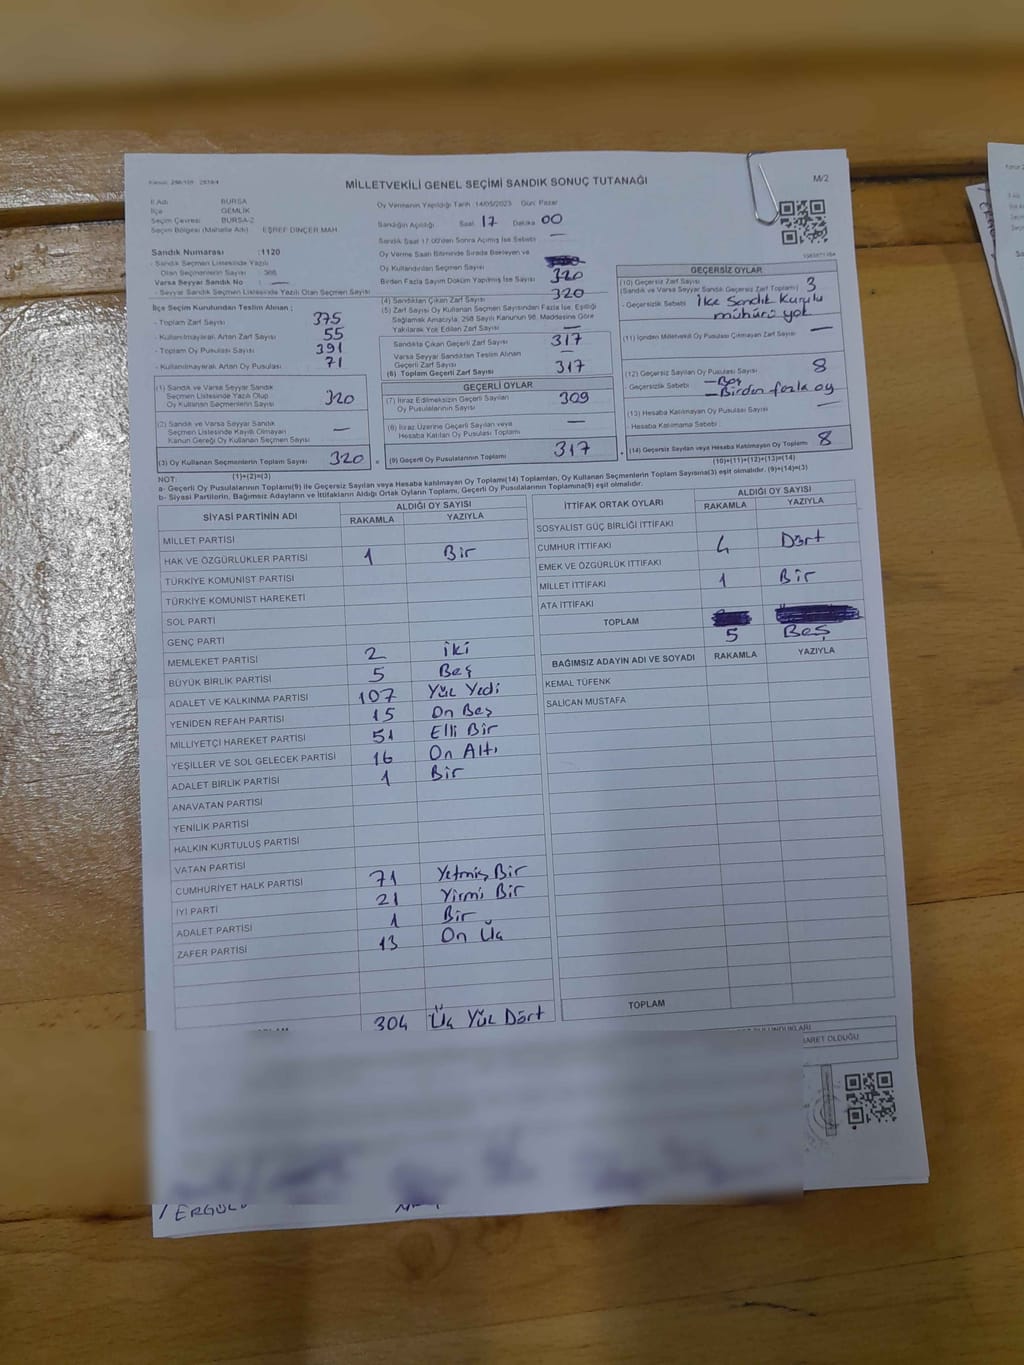 MİLLETVEKİLİ GENEL SEÇİMİ SANDIK SONUÇ TUTANAĞI
M/2
İl Adı BURSA
İlçe GEMLİK
Seçim Çevresi BURSA-2
Seçim Bölgesi (Mahalle Adı) EŞREF DİNÇER MAH.
Oy Vermenin Yapıldığı Tarih :14/05/2023 Gün: Pazar
Sandığın Açıldığı Saat 17 Dakika 00
Sandık Saat 17:00'den Sonra Açılmış İse Sebebi —
Sandık Numarası :1120
- Sandık Seçmen Listesinde Yazılı
Olan Seçmenlerin Sayısı : 366
Varsa Seyyar Sandık No : —
- Seyyar Sandık Seçmen Listesinde Yazılı Olan Seçmen Sayısı
Oy Verme Saati Bitiminde Sırada Bekleyen ve
Oy Kullandırılan Seçmen Sayısı
Birden Fazla Sayım Döküm Yapılmış İse Sayısı 320
İlçe Seçim Kurulundan Teslim Alınan ;
- Toplam Zarf Sayısı 375
- Kullanılmayarak Artan Zarf Sayısı 55
- Toplam Oy Pusulası Sayısı 391
- Kullanılmayarak Artan Oy Pusulası 71
(1) Sandık ve Varsa Seyyar Sandık
Seçmen Listesinde Yazılı Olup
Oy Kullanan Seçmenlerin Sayısı 320
(2) Sandık ve Varsa Seyyar Sandık
Seçmen Listesinde Kayıtlı Olmayan
Kanun Gereği Oy Kullanan Seçmen Sayısı —
(3) Oy Kullanan Seçmenlerin Toplam Sayısı 320
(1)+(2)=(3)
(4) Sandıktan Çıkan Zarf Sayısı 320
(5) Zarf Sayısı Oy Kullanan Seçmen Sayısından Fazla İse, Eşitliği
Sağlamak Amacıyla, 298 Sayılı Kanunun 98. Maddesine Göre
Yakılarak Yok Edilen Zarf Sayısı —
Sandıkta Çıkan Geçerli Zarf Sayısı 317
Varsa Seyyar Sandıktan Teslim Alınan
Geçerli Zarf Sayısı —
(6) Toplam Geçerli Zarf Sayısı 317
GEÇERLİ OYLAR
(7) İtiraz Edilmeksizin Geçerli Sayılan
Oy Pusulalarının Sayısı 309
(8) İtiraz Üzerine Geçerli Sayılan veya
Hesaba Katılan Oy Pusulası Toplamı —
(9) Geçerli Oy Pusulalarının Toplamı 317
GEÇERSİZ OYLAR
(10) Geçersiz Zarf Sayısı
(Sandık ve Varsa Seyyar Sandık Geçersiz Zarf Toplamı) 3
- Geçersizlik Sebebi İlçe Sandık Kurulu
mühürü yok
(11) İçinden Milletvekili Oy Pusulası Çıkmayan Zarf Sayısı —
(12) Geçersiz Sayılan Oy Pusulası Sayısı 8
Geçersizlik Sebebi —Boş
—Birden fazla oy
(13) Hesaba Katılmayan Oy Pusulası Sayısı —
Hesaba Katılmama Sebebi
(14) Geçersiz Sayılan veya Hesaba Katılmayan Oy Toplamı 8
(10)+(11)+(12)+(13)=(14)
NOT:
a- Geçerli Oy Pusulaları Toplamı(9) ile Geçersiz Sayılan veya Hesaba katılmayan Oy Toplamı(14) Toplamları, Oy Kullanan Seçmenlerin Toplam Sayısına(3) eşit olmalıdır. (9)+(14)=(3)
b- Siyasi Partilerin, Bağımsız Adayların ve İttifakların Aldığı Ortak Oyların Toplamı, Geçerli Oy Pusulalarının Toplamına(9) eşit olmalıdır.
SİYASİ PARTİNİN ADI ALDIĞI OY SAYISI
RAKAMLA YAZIYLA
MİLLET PARTİSİ
HAK VE ÖZGÜRLÜKLER PARTİSİ 1 Bir
TÜRKİYE KOMÜNİST PARTİSİ
TÜRKİYE KOMÜNİST HAREKETİ
SOL PARTİ
GENÇ PARTİ
MEMLEKET PARTİSİ 2 iki
BÜYÜK BİRLİK PARTİSİ 5 Beş
ADALET VE KALKINMA PARTİSİ 107 Yüz Yedi
YENİDEN REFAH PARTİSİ 15 On Beş
MİLLİYETÇİ HAREKET PARTİSİ 51 Elli Bir
YEŞİLLER VE SOL GELECEK PARTİSİ 16 On Altı
ADALET BİRLİK PARTİSİ 1 Bir
ANAVATAN PARTİSİ
YENİLİK PARTİSİ
HALKIN KURTULUŞ PARTİSİ
VATAN PARTİSİ
CUMHURİYET HALK PARTİSİ 71 Yetmiş Bir
İYİ PARTİ 21 Yirmi Bir
ADALET PARTİSİ 1 Bir
ZAFER PARTİSİ 13 On Üç
304 Üç Yüz Dört
İTTİFAK ORTAK OYLARI ALDIĞI OY SAYISI
RAKAMLA YAZIYLA
SOSYALİST GÜÇ BİRLİĞİ İTTİFAKI
CUMHUR İTTİFAKI 4 Dört
EMEK VE ÖZGÜRLÜK İTTİFAKI
MİLLET İTTİFAKI 1 Bir
ATA İTTİFAKI
TOPLAM 5 Beş
BAĞIMSIZ ADAYIN ADI VE SOYADI RAKAMLA YAZIYLA
KEMAL TÜFENK
SALİCAN MUSTAFA
TOPLAM
ERGÜL